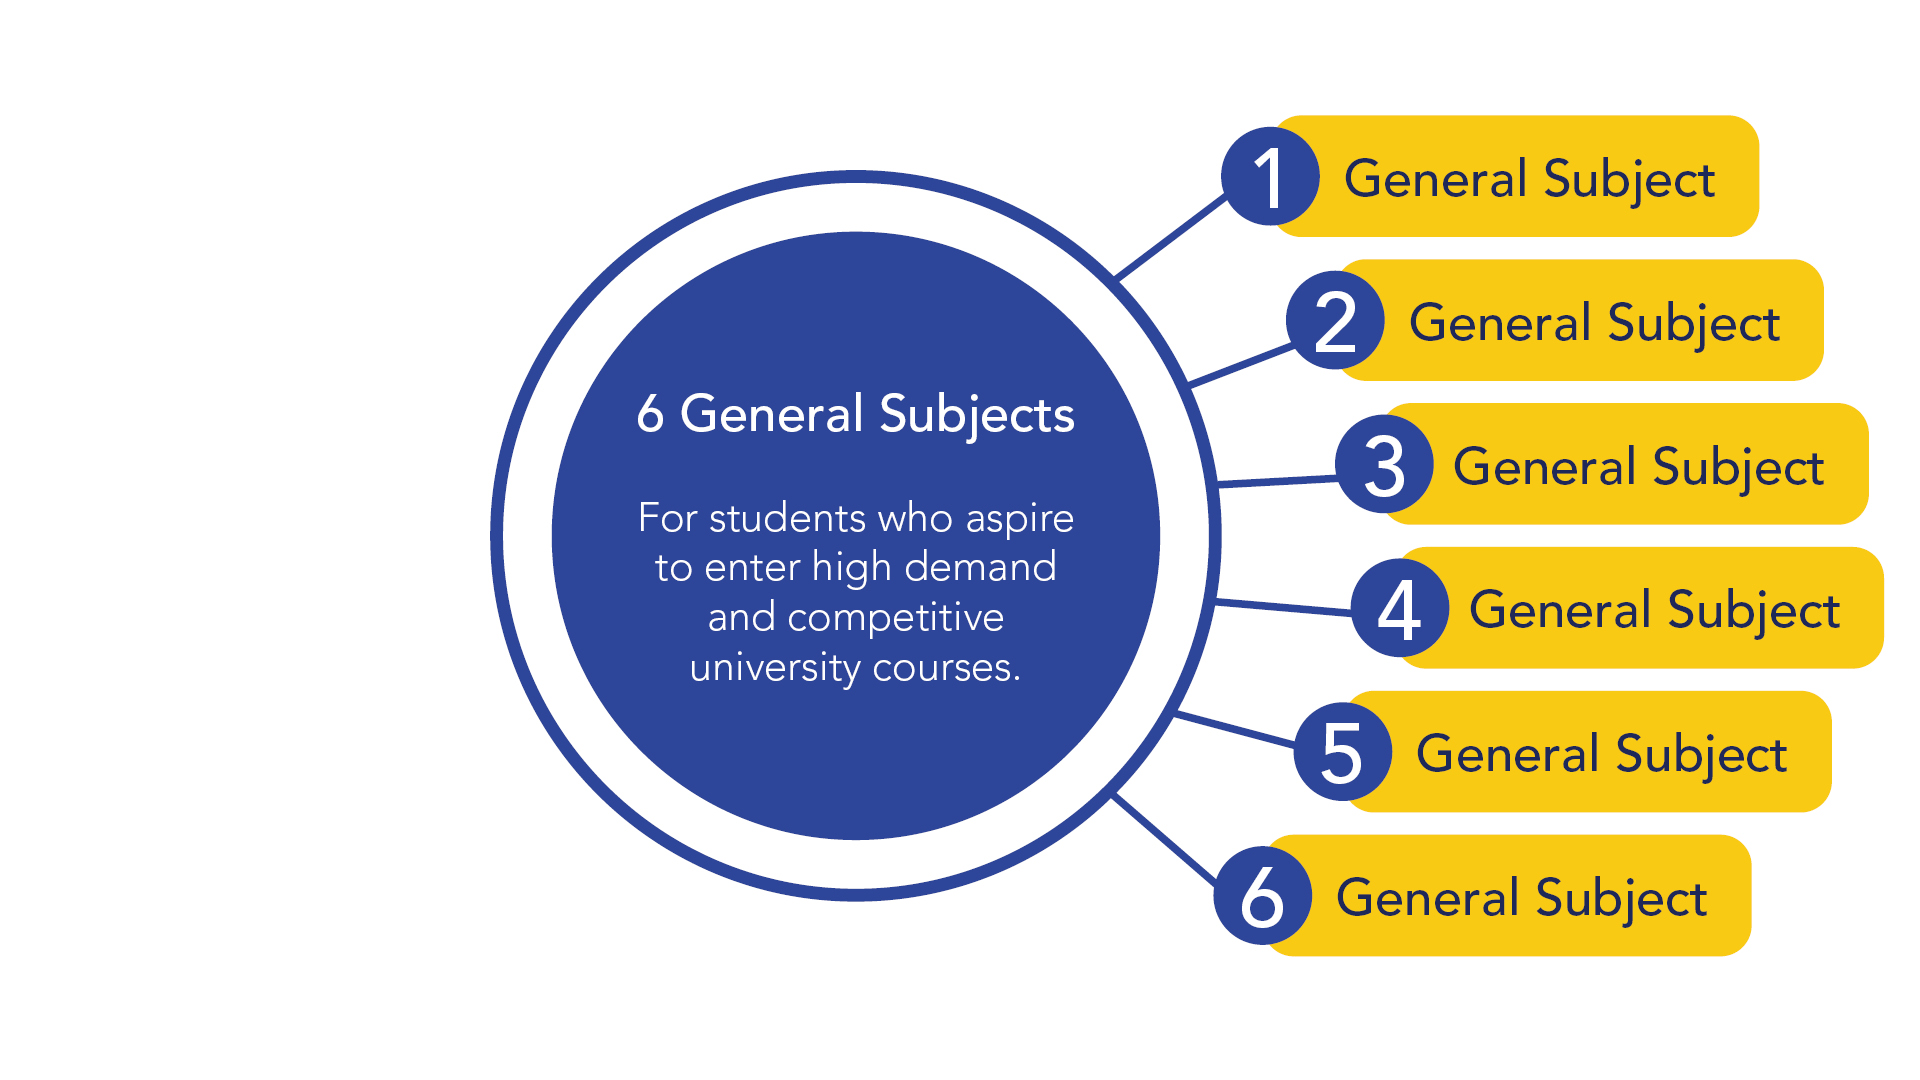 6 General Subjects
For students who aspire
to enter high demand
and competitive
university courses.
1 General Subject
2 General Subject
3 General Subject
4 General Subject
5 General Subject
6 General Subject